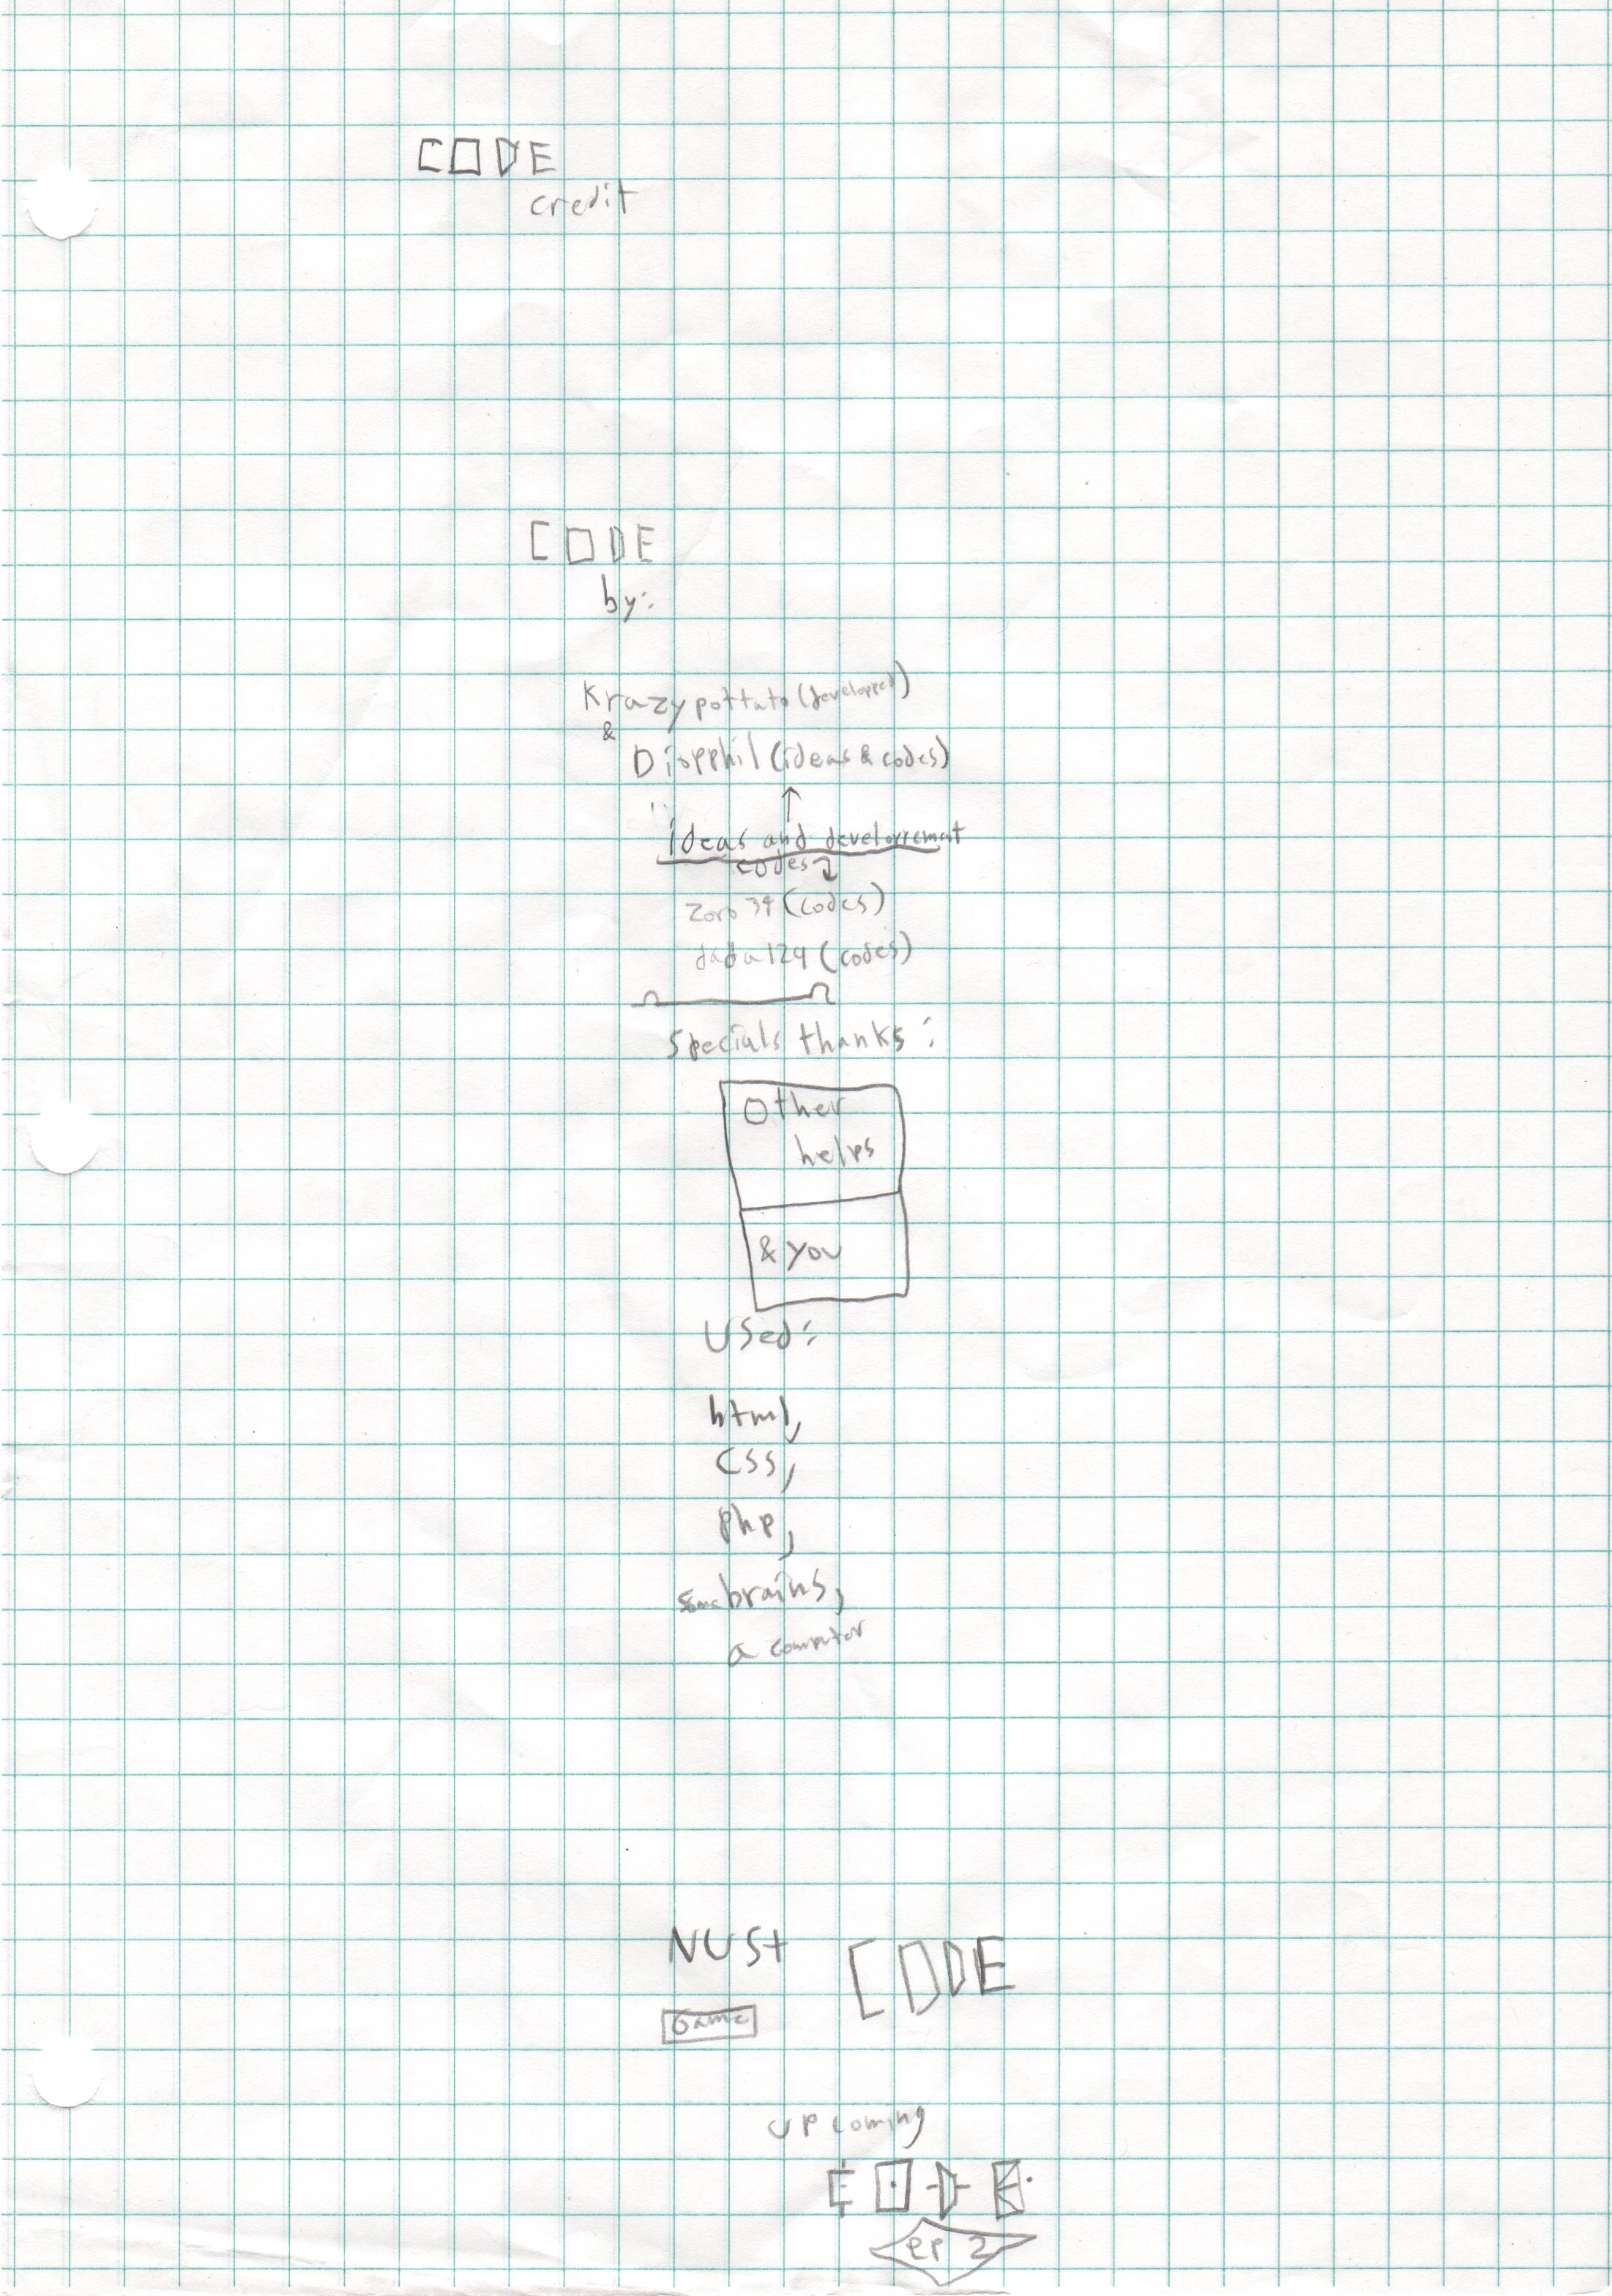 CODE
credit
CODE
by:
Krazypottato (developped)
&
Diopphil (ideas & codes)
↑
ideas and developpement
codes
(codes)
dada124 (codes)
Specials thanks:
Other
helps
& you
Used:
html,
css,
php,
some brains,
a computer
NUSt CODE
Game
upcoming
CODE
ep 2